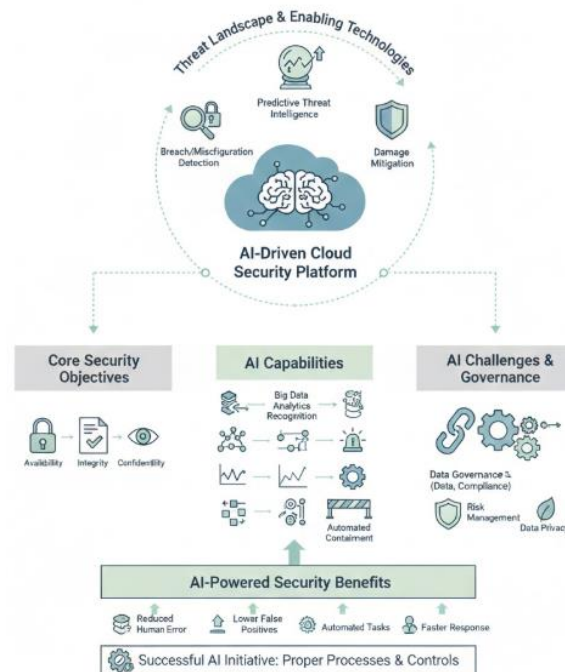 Threat Landscape & Enabling Technologies
Predictive Threat
Intelligence
Breach/Misfiguration
Detection
Damage
Mitigation
AI-Driven Cloud
Security Platform
Core Security
Objectives
Availability
Integrity
Confidentility
AI Capabilities
Big Data
Analytics
Recognition
Automated
Containment
AI Challenges &
Governance
Data Governance
(Data, Compliance)
Risk
Management
Data Privacy
AI-Powered Security Benefits
Reduced
Human Error
Lower False
Positives
Automated Tasks
Faster Response
Successful AI Initiative: Proper Processes & Controls